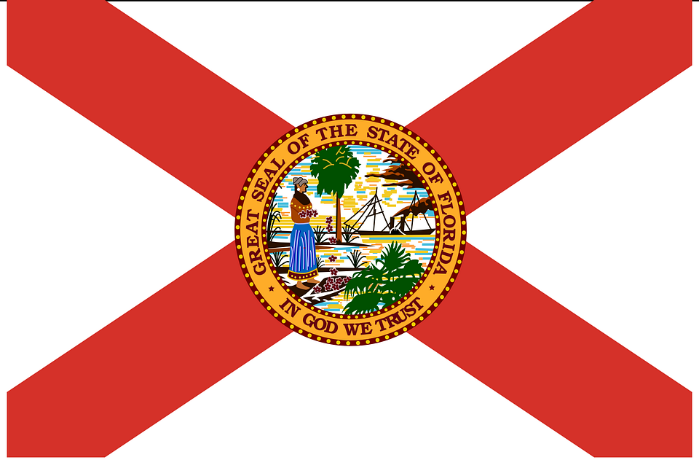 GREAT SEAL OF THE STATE OF FLORIDA
IN GOD WE TRUST